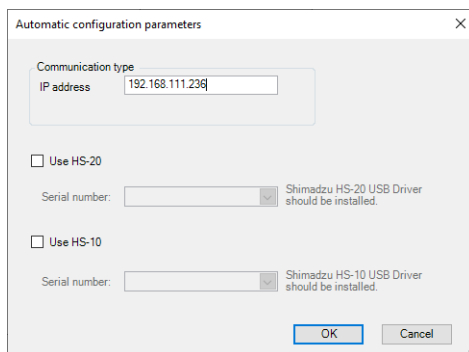 Automatic configuration parameters
Communication type
IP address 192.168.111.236
Use HS-20
Serial number: Shimadzu HS-20 USB Driver
should be installed.
Use HS-10
Serial number: Shimadzu HS-10 USB Driver
should be installed.
OK Cancel